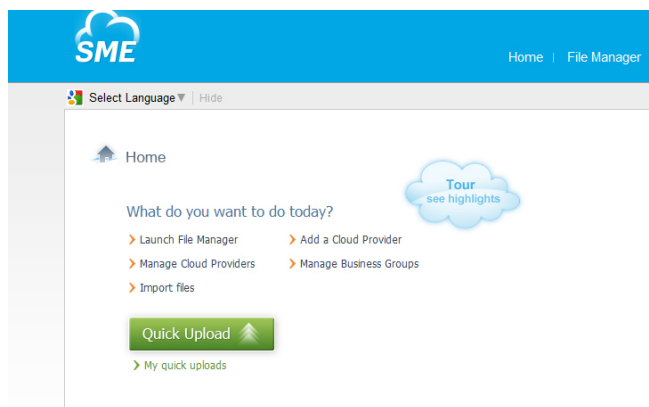 SME
Home | File Manager
Select Language ▼ | Hide
Home
Tour
see highlights
What do you want to do today?
Launch File Manager
Add a Cloud Provider
Manage Cloud Providers
Manage Business Groups
Import files
Quick Upload
My quick uploads